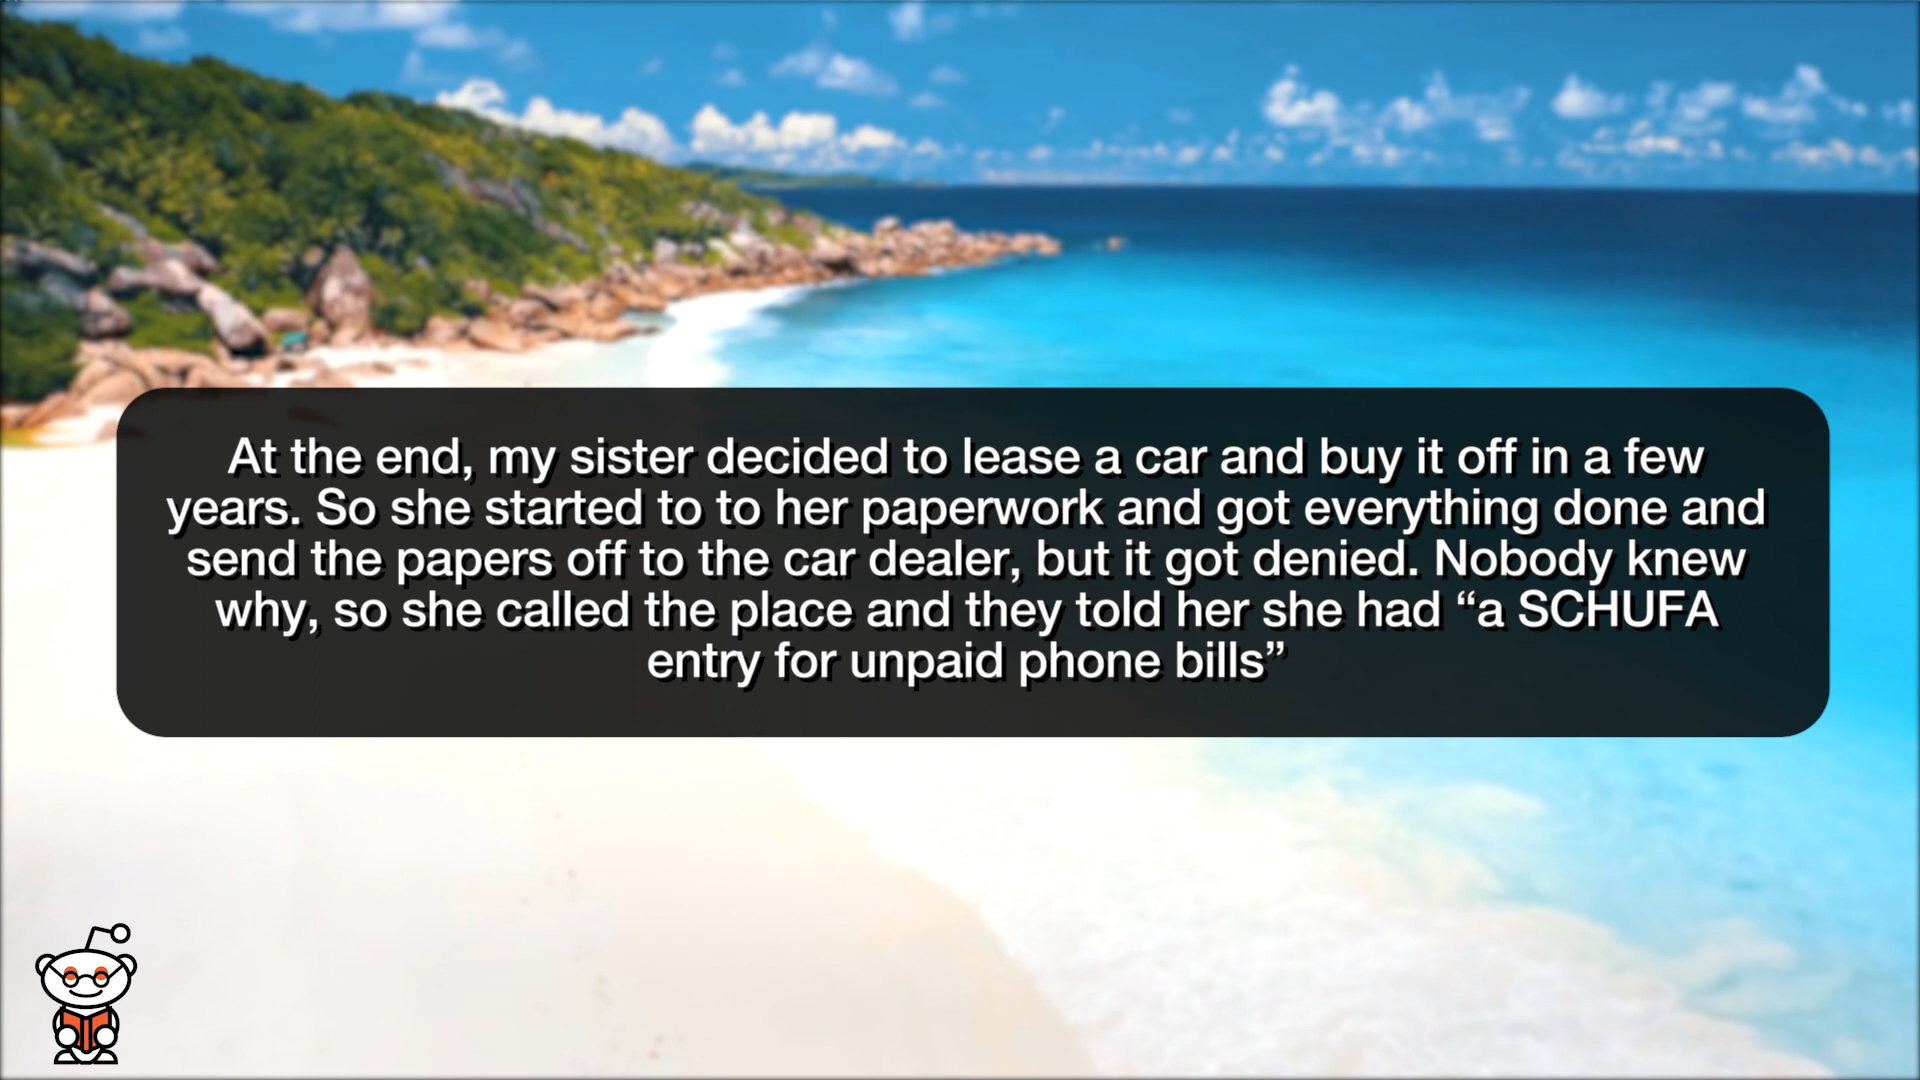 At the end, my sister decided to lease a car and buy it off in a few
years. So she started to to her paperwork and got everything done and
send the papers off to the car dealer, but it got denied. Nobody knew
why, so she called the place and they told her she had “a SCHUFA
entry for unpaid phone bills”